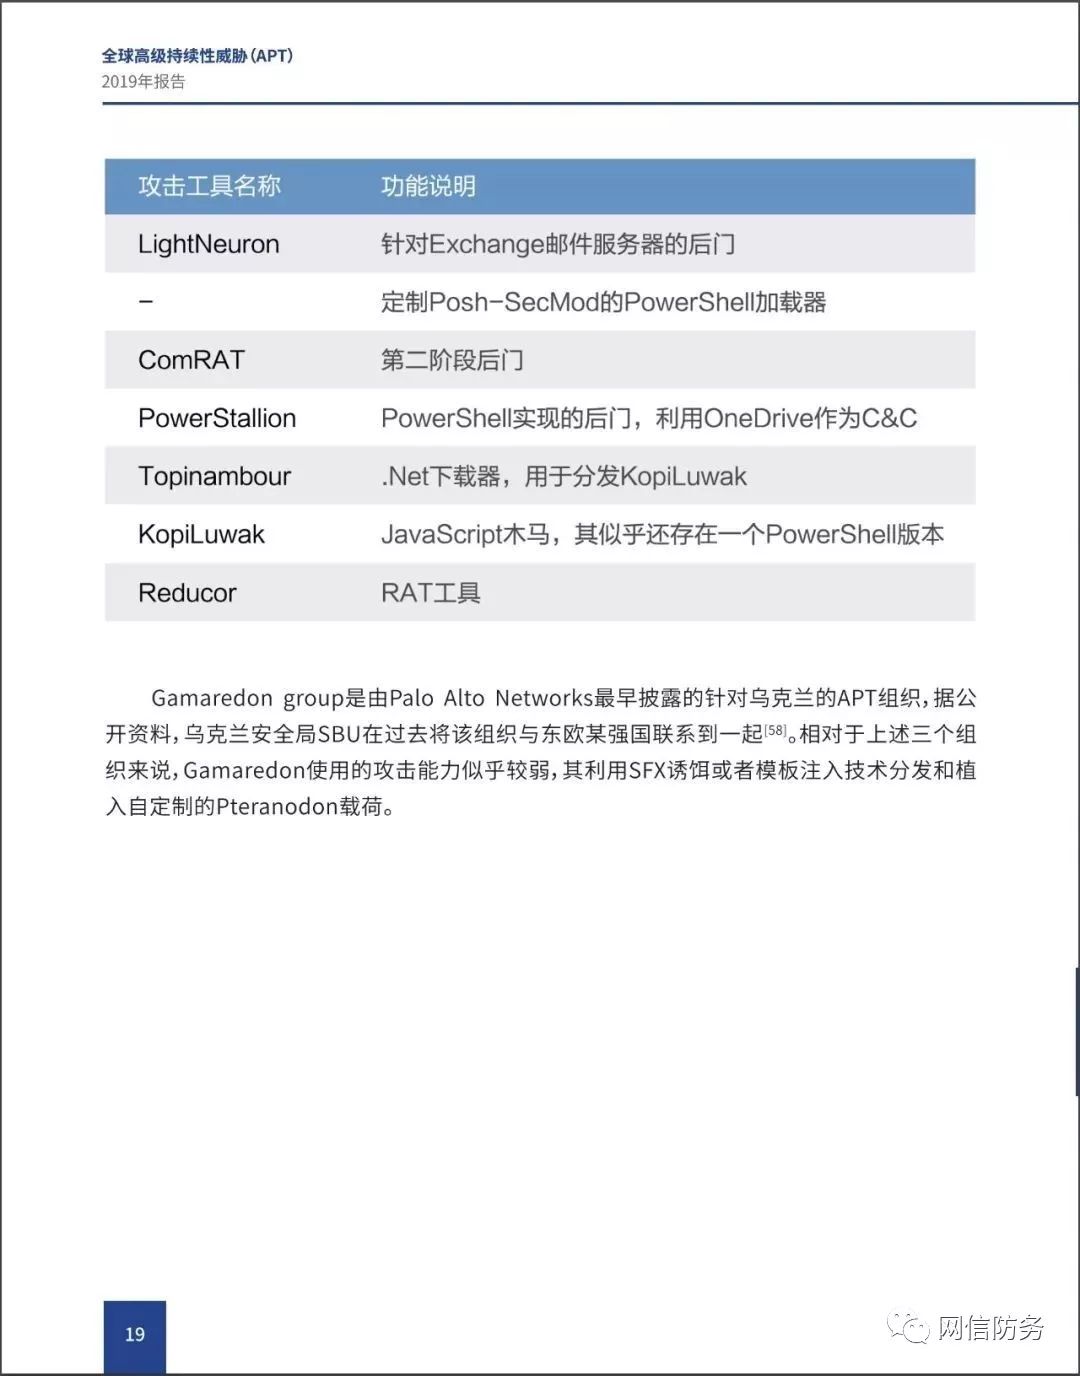 全球高级持续性威胁(APT)
2019年报告
攻击工具名称 功能说明
LightNeuron 针对Exchange邮件服务器的后门
– 定制Posh-SecMod的PowerShell加载器
ComRAT 第二阶段后门
PowerStallion PowerShell实现的后门，利用OneDrive作为C&C
Topinambour .Net下载器，用于分发KopiLuwak
KopiLuwak JavaScript木马，其似乎还存在一个PowerShell版本
Reducor RAT工具
Gamaredon group是由Palo Alto Networks最早披露的针对乌克兰的APT组织，据公
开资料，乌克兰安全局SBU在过去将该组织与东欧某强国联系到一起[58]。相对于上述三个组
织来说，Gamaredon使用的攻击能力似乎较弱，其利用SFX诱饵或者模板注入技术分发和植
入自定制的Pteranodon载荷。
19
网信防务